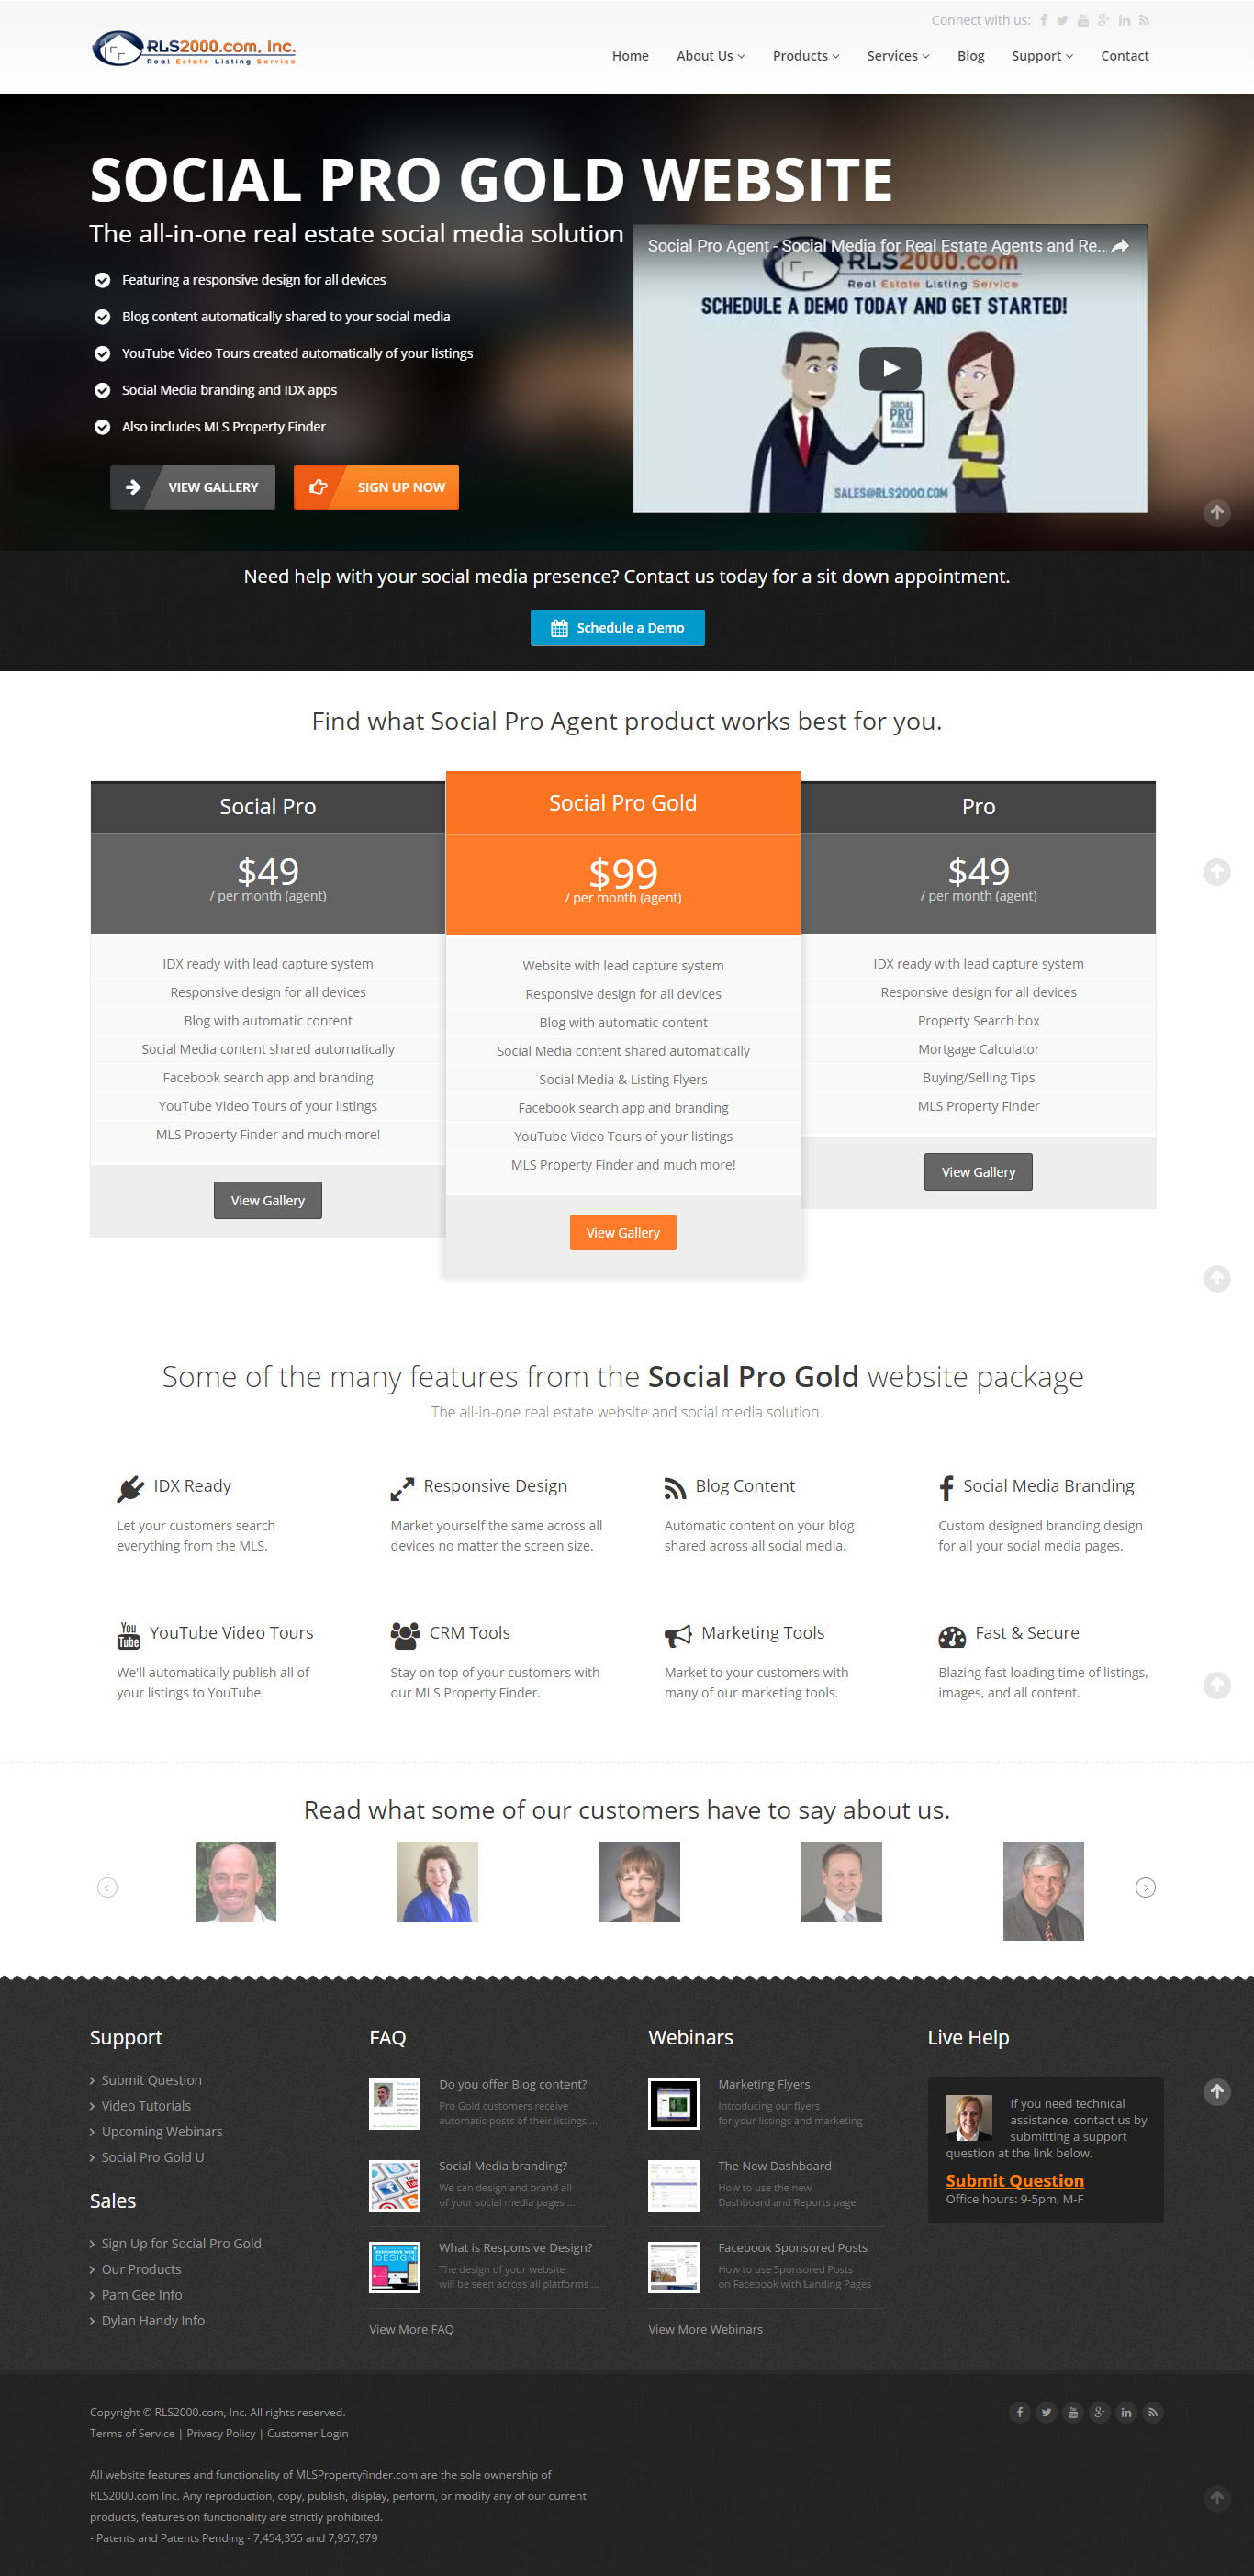 Connect with us:
RLS2000.com, Inc.
Real Estate Listing Service
Home About Us Products Services Blog Support Contact
SOCIAL PRO GOLD WEBSITE
The all-in-one real estate social media solution
Featuring a responsive design for all devices
Blog content automatically shared to your social media
YouTube Video Tours created automatically of your listings
Social Media branding and IDX apps
Also includes MLS Property Finder
VIEW GALLERY
SIGN UP NOW
Social Pro Agent - Social Media for Real Estate Agents and Re...
RLS2000.com
Real Estate Listing Service
SCHEDULE A DEMO TODAY AND GET STARTED!
SOCIAL
PRO
AGENT
SALES@RLS2000.COM
Need help with your social media presence? Contact us today for a sit down appointment.
Schedule a Demo
Find what Social Pro Agent product works best for you.
Social Pro
$49
/ per month (agent)
IDX ready with lead capture system
Responsive design for all devices
Blog with automatic content
Social Media content shared automatically
Facebook search app and branding
YouTube Video Tours of your listings
MLS Property Finder and much more!
View Gallery
Social Pro Gold
$99
/ per month (agent)
Website with lead capture system
Responsive design for all devices
Blog with automatic content
Social Media content shared automatically
Social Media & Listing Flyers
Facebook search app and branding
YouTube Video Tours of your listings
MLS Property Finder and much more!
View Gallery
Pro
$49
/ per month (agent)
IDX ready with lead capture system
Responsive design for all devices
Property Search box
Mortgage Calculator
Buying/Selling Tips
MLS Property Finder
View Gallery
Some of the many features from the Social Pro Gold website package
The all-in-one real estate website and social media solution.
IDX Ready
Let your customers search
everything from the MLS.
Responsive Design
Market yourself the same across all
devices no matter the screen size.
Blog Content
Automatic content on your blog
shared across all social media.
Social Media Branding
Custom designed branding design
for all your social media pages.
You
Tube
YouTube Video Tours
We'll automatically publish all of
your listings to YouTube.
CRM Tools
Stay on top of your customers with
our MLS Property Finder.
Marketing Tools
Market to your customers with
many of our marketing tools.
Fast & Secure
Blazing fast loading time of listings,
images, and all content.
Read what some of our customers have to say about us.
Support
Submit Question
Video Tutorials
Upcoming Webinars
Social Pro Gold U
Sales
Sign Up for Social Pro Gold
Our Products
Pam Gee Info
Dylan Handy Info
FAQ
Do you offer Blog content?
Pro Gold customers receive
automatic posts of their listings ...
Social Media branding?
We can design and brand all
of your social media pages ...
RESPONSIVE WEB
DESIGN
What is Responsive Design?
The design of your website
will be seen across all platforms ...
View More FAQ
Webinars
Marketing Flyers
Introducing our flyers
for your listings and marketing
The New Dashboard
How to use the new
Dashboard and Reports page
Facebook Sponsored Posts
How to use Sponsored Posts
on Facebook with Landing Pages
View More Webinars
Live Help
If you need technical
assistance, contact us by
submitting a support
question at the link below.
Submit Question
Office hours: 9-5pm, M-F
Copyright © RLS2000.com, Inc. All rights reserved.
Terms of Service | Privacy Policy | Customer Login
All website features and functionality of MLSPropertyfinder.com are the sole ownership of
RLS2000.com Inc. Any reproduction, copy, publish, display, perform, or modify any of our current
products, features on functionality are strictly prohibited.
- Patents and Patents Pending - 7,454,355 and 7,957,979